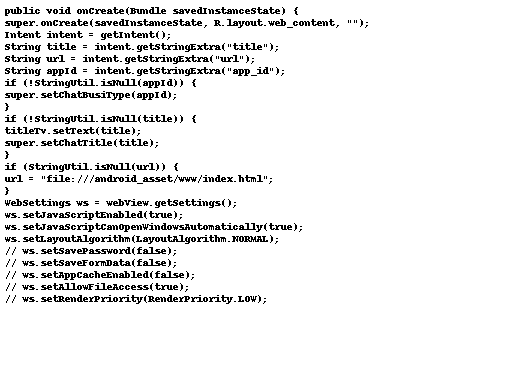 public void onCreate(Bundle savedInstanceState) {
super.onCreate(savedInstanceState, R.layout.web_content, "");
Intent intent = getIntent();
String title = intent.getStringExtra("title");
String url = intent.getStringExtra("url");
String appId = intent.getStringExtra("app_id");
if (!StringUtil.isNull(appId)) {
super.setChatBusiType(appId);
}
if (!StringUtil.isNull(title)) {
titleTv.setText(title);
super.setChatTitle(title);
}
if (StringUtil.isNull(url)) {
url = "file:///android_asset/www/index.html";
}
WebSettings ws = webView.getSettings();
ws.setJavaScriptEnabled(true);
ws.setJavaScriptCanOpenWindowsAutomatically(true);
ws.setLayoutAlgorithm(LayoutAlgorithm.NORMAL);
// ws.setSavePassword(false);
// ws.setSaveFormData(false);
// ws.setAppCacheEnabled(false);
// ws.setAllowFileAccess(true);
// ws.setRenderPriority(RenderPriority.LOW);